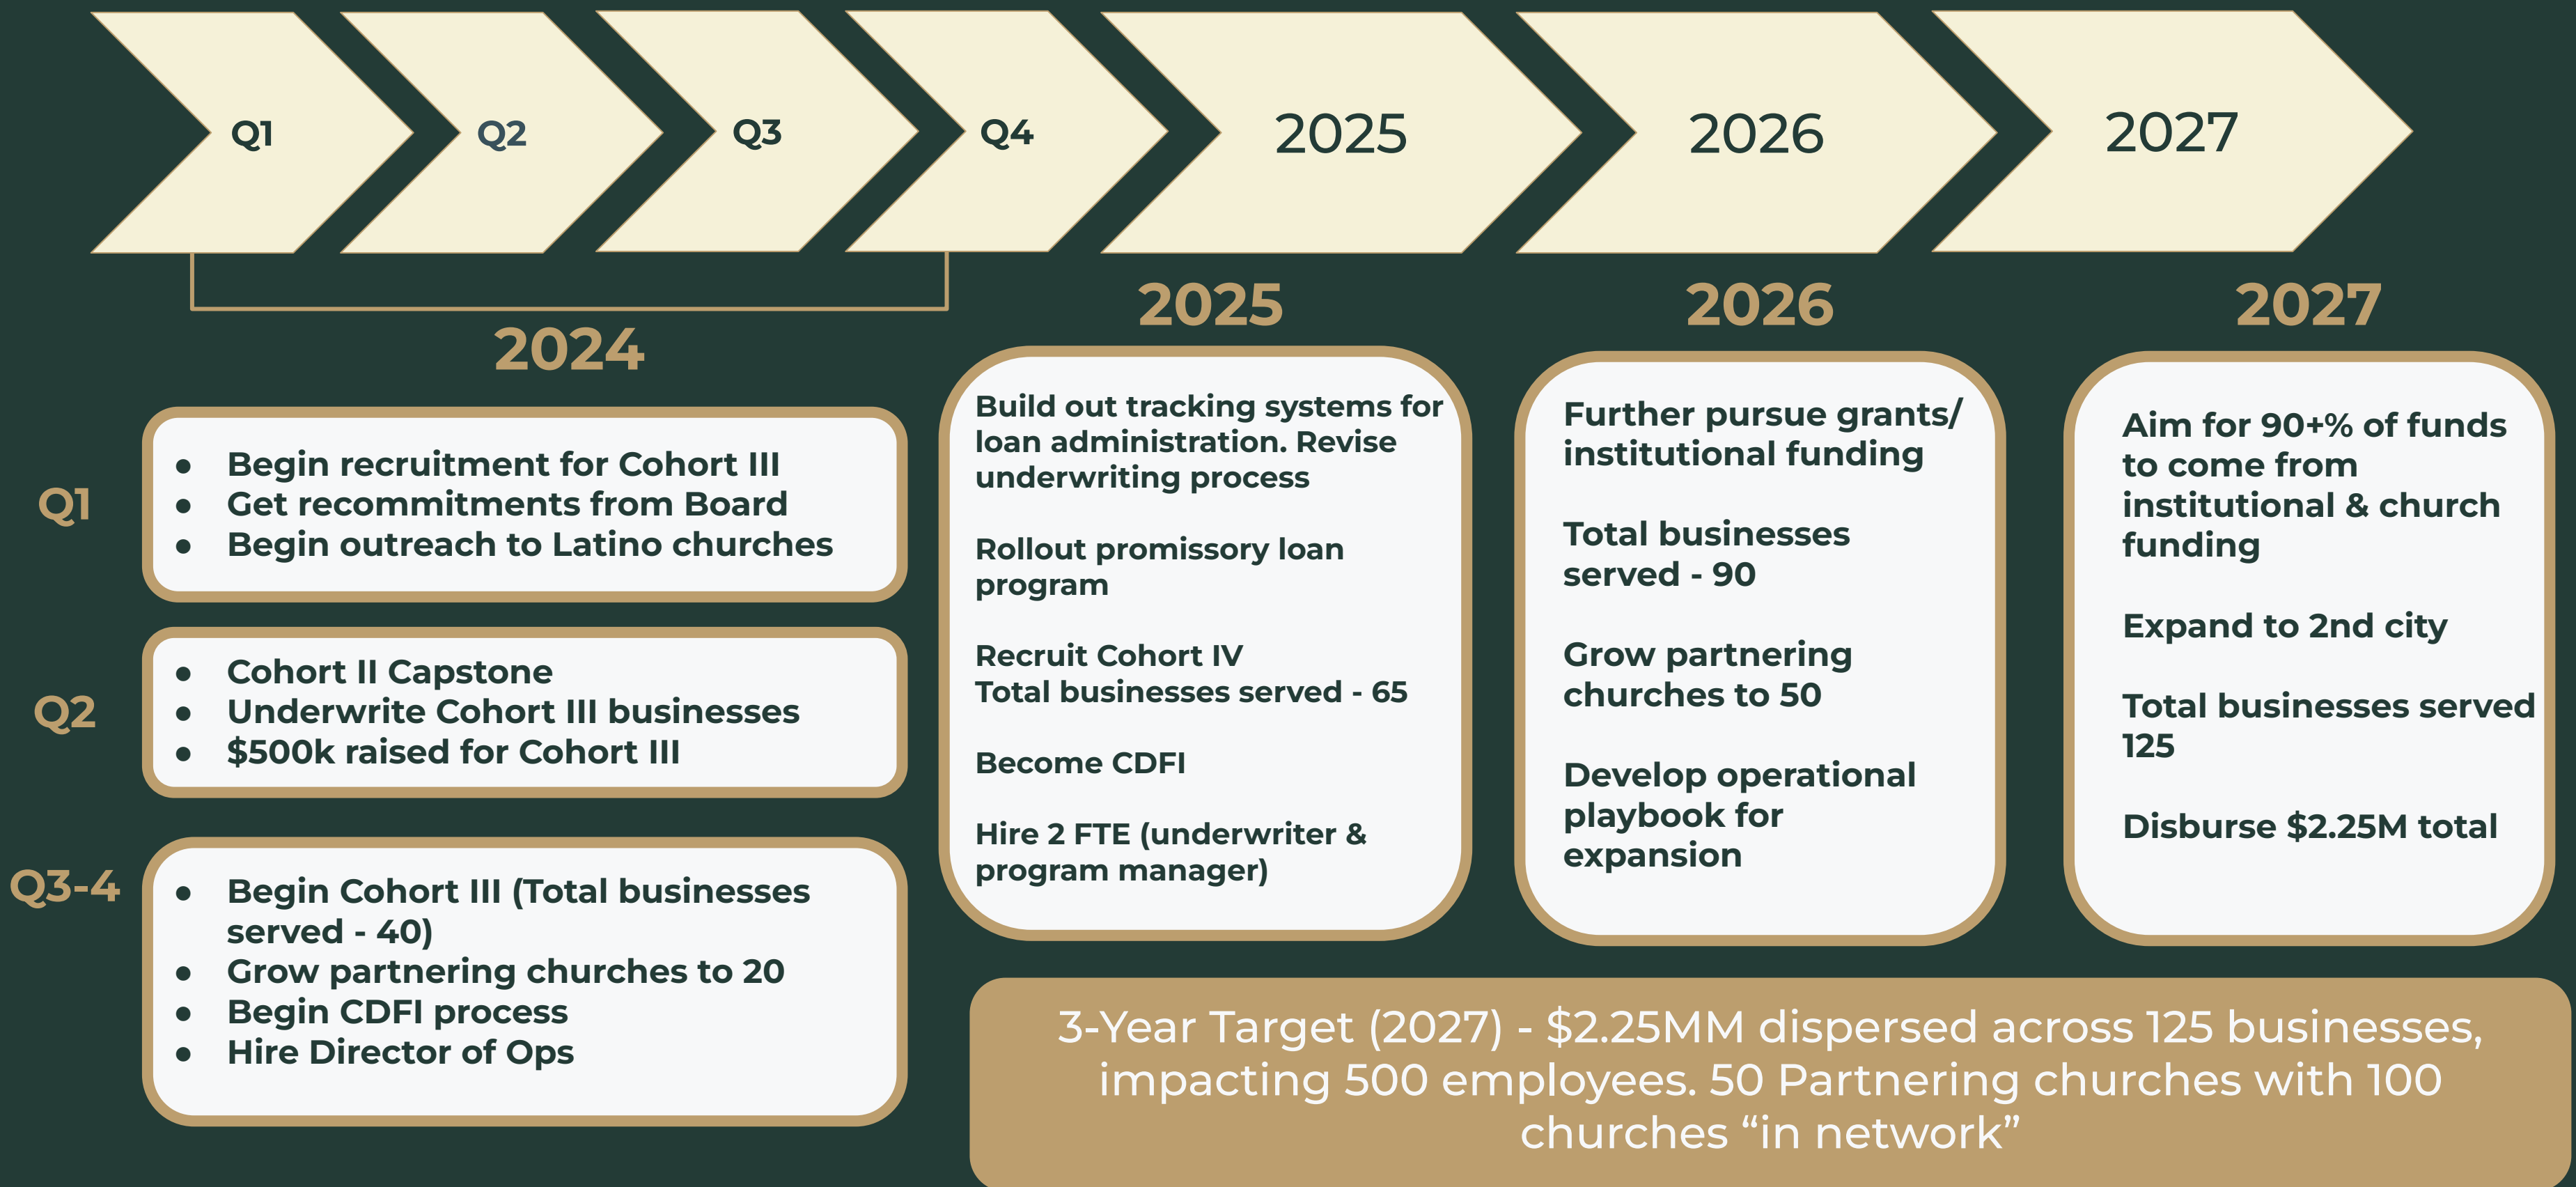 Q1
Q2
Q3
Q4
2025
2026
2027
2024
Q1
● Begin recruitment for Cohort III
● Get recommitments from Board
● Begin outreach to Latino churches
Q2
● Cohort II Capstone
● Underwrite Cohort III businesses
● $500k raised for Cohort III
Q3-4
● Begin Cohort III (Total businesses
served - 40)
● Grow partnering churches to 20
● Begin CDFI process
● Hire Director of Ops
2025
Build out tracking systems for
loan administration. Revise
underwriting process
Rollout promissory loan
program
Recruit Cohort IV
Total businesses served - 65
Become CDFI
Hire 2 FTE (underwriter &
program manager)
2026
Further pursue grants/
institutional funding
Total businesses
served - 90
Grow partnering
churches to 50
Develop operational
playbook for
expansion
2027
Aim for 90+% of funds
to come from
institutional & church
funding
Expand to 2nd city
Total businesses served
125
Disburse $2.25M total
3-Year Target (2027) - $2.25MM dispersed across 125 businesses,
impacting 500 employees. 50 Partnering churches with 100
churches “in network”